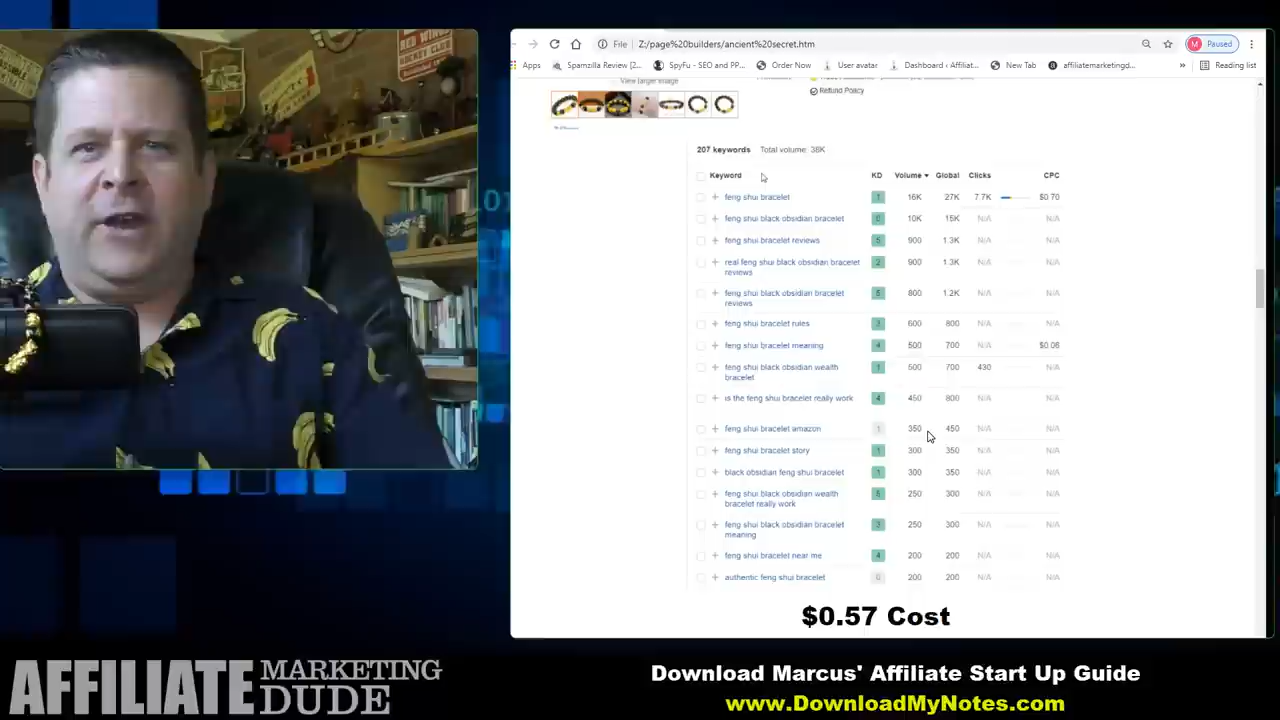 RED WINGS
HOCKEY CLUB
File Z:/page%20builders/ancient%20secret.htm
M Paused
Apps Spamzilla Review [2... SpyFu - SEO and PP... Order Now User avatar Dashboard ‹ Affiliat... New Tab affiliatemarketingd... » Reading list
View larger image
Refund Policy
207 keywords Total volume: 38K
Keyword KD Volume Global Clicks CPC
+ feng shui bracelet 1 16K 27K 7.7K $0.70
+ feng shui black obsidian bracelet 0 10K 15K N/A N/A
+ feng shui bracelet reviews 5 900 1.3K N/A N/A
+ real feng shui black obsidian bracelet 2 900 1.3K N/A N/A
reviews
+ feng shui black obsidian bracelet 5 800 1.2K N/A N/A
reviews
+ feng shui bracelet rules 3 600 800 N/A N/A
+ feng shui bracelet meaning 4 500 700 N/A $0.06
+ feng shui black obsidian wealth 1 500 700 430 N/A
bracelet
+ is the feng shui bracelet really work 4 450 800 N/A N/A
+ feng shui bracelet amazon 1 350 450 N/A N/A
+ feng shui bracelet story 1 300 350 N/A N/A
+ black obsidian feng shui bracelet 1 300 350 N/A N/A
+ feng shui black obsidian wealth 5 250 300 N/A N/A
bracelet really work
+ feng shui black obsidian bracelet 3 250 300 N/A N/A
meaning
+ feng shui bracelet near me 4 200 200 N/A N/A
+ authentic feng shui bracelet 0 200 200 N/A N/A
$0.57 Cost
AFFILIATE MARKETING DUDE
Download Marcus' Affiliate Start Up Guide
www.DownloadMyNotes.com